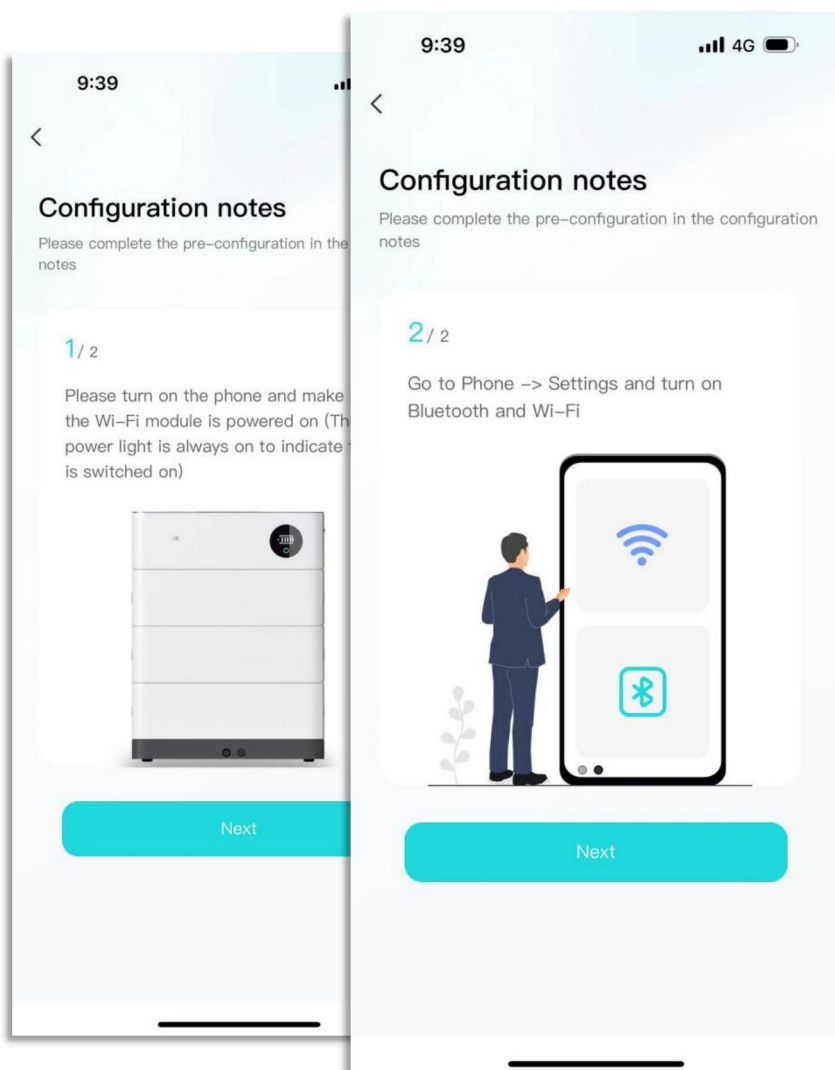 9:39
Configuration notes
Please complete the pre-configuration in the
notes
1/ 2
Please turn on the phone and make
the Wi-Fi module is powered on (Th
power light is always on to indicate
is switched on)
Next
9:39
4G
Configuration notes
Please complete the pre-configuration in the configuration
notes
2/ 2
Go to Phone -> Settings and turn on
Bluetooth and Wi-Fi
Next